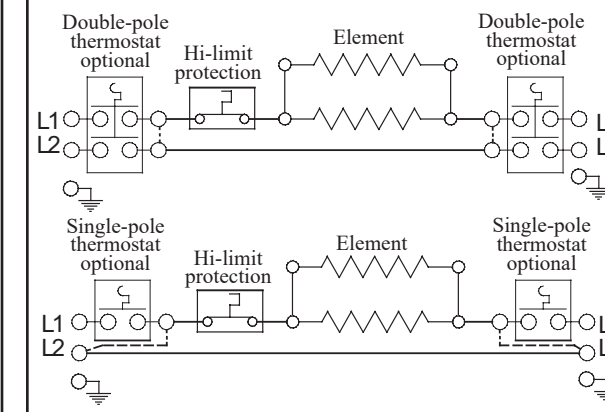 Double-pole
thermostat
optional
Hi-limit
protection
Element
Double-pole
thermostat
optional
L1
L2
L
L
Single-pole
thermostat
optional
Hi-limit
protection
Element
Single-pole
thermostat
optional
L1
L2
L
L